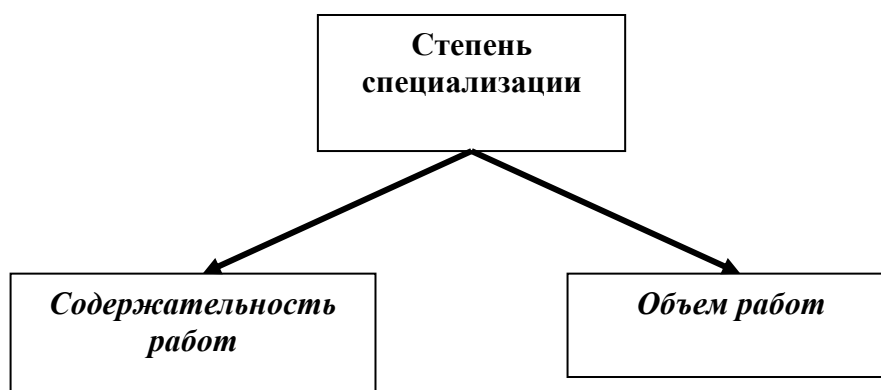 Степень
специализации
Содержательность
работ
Объем работ